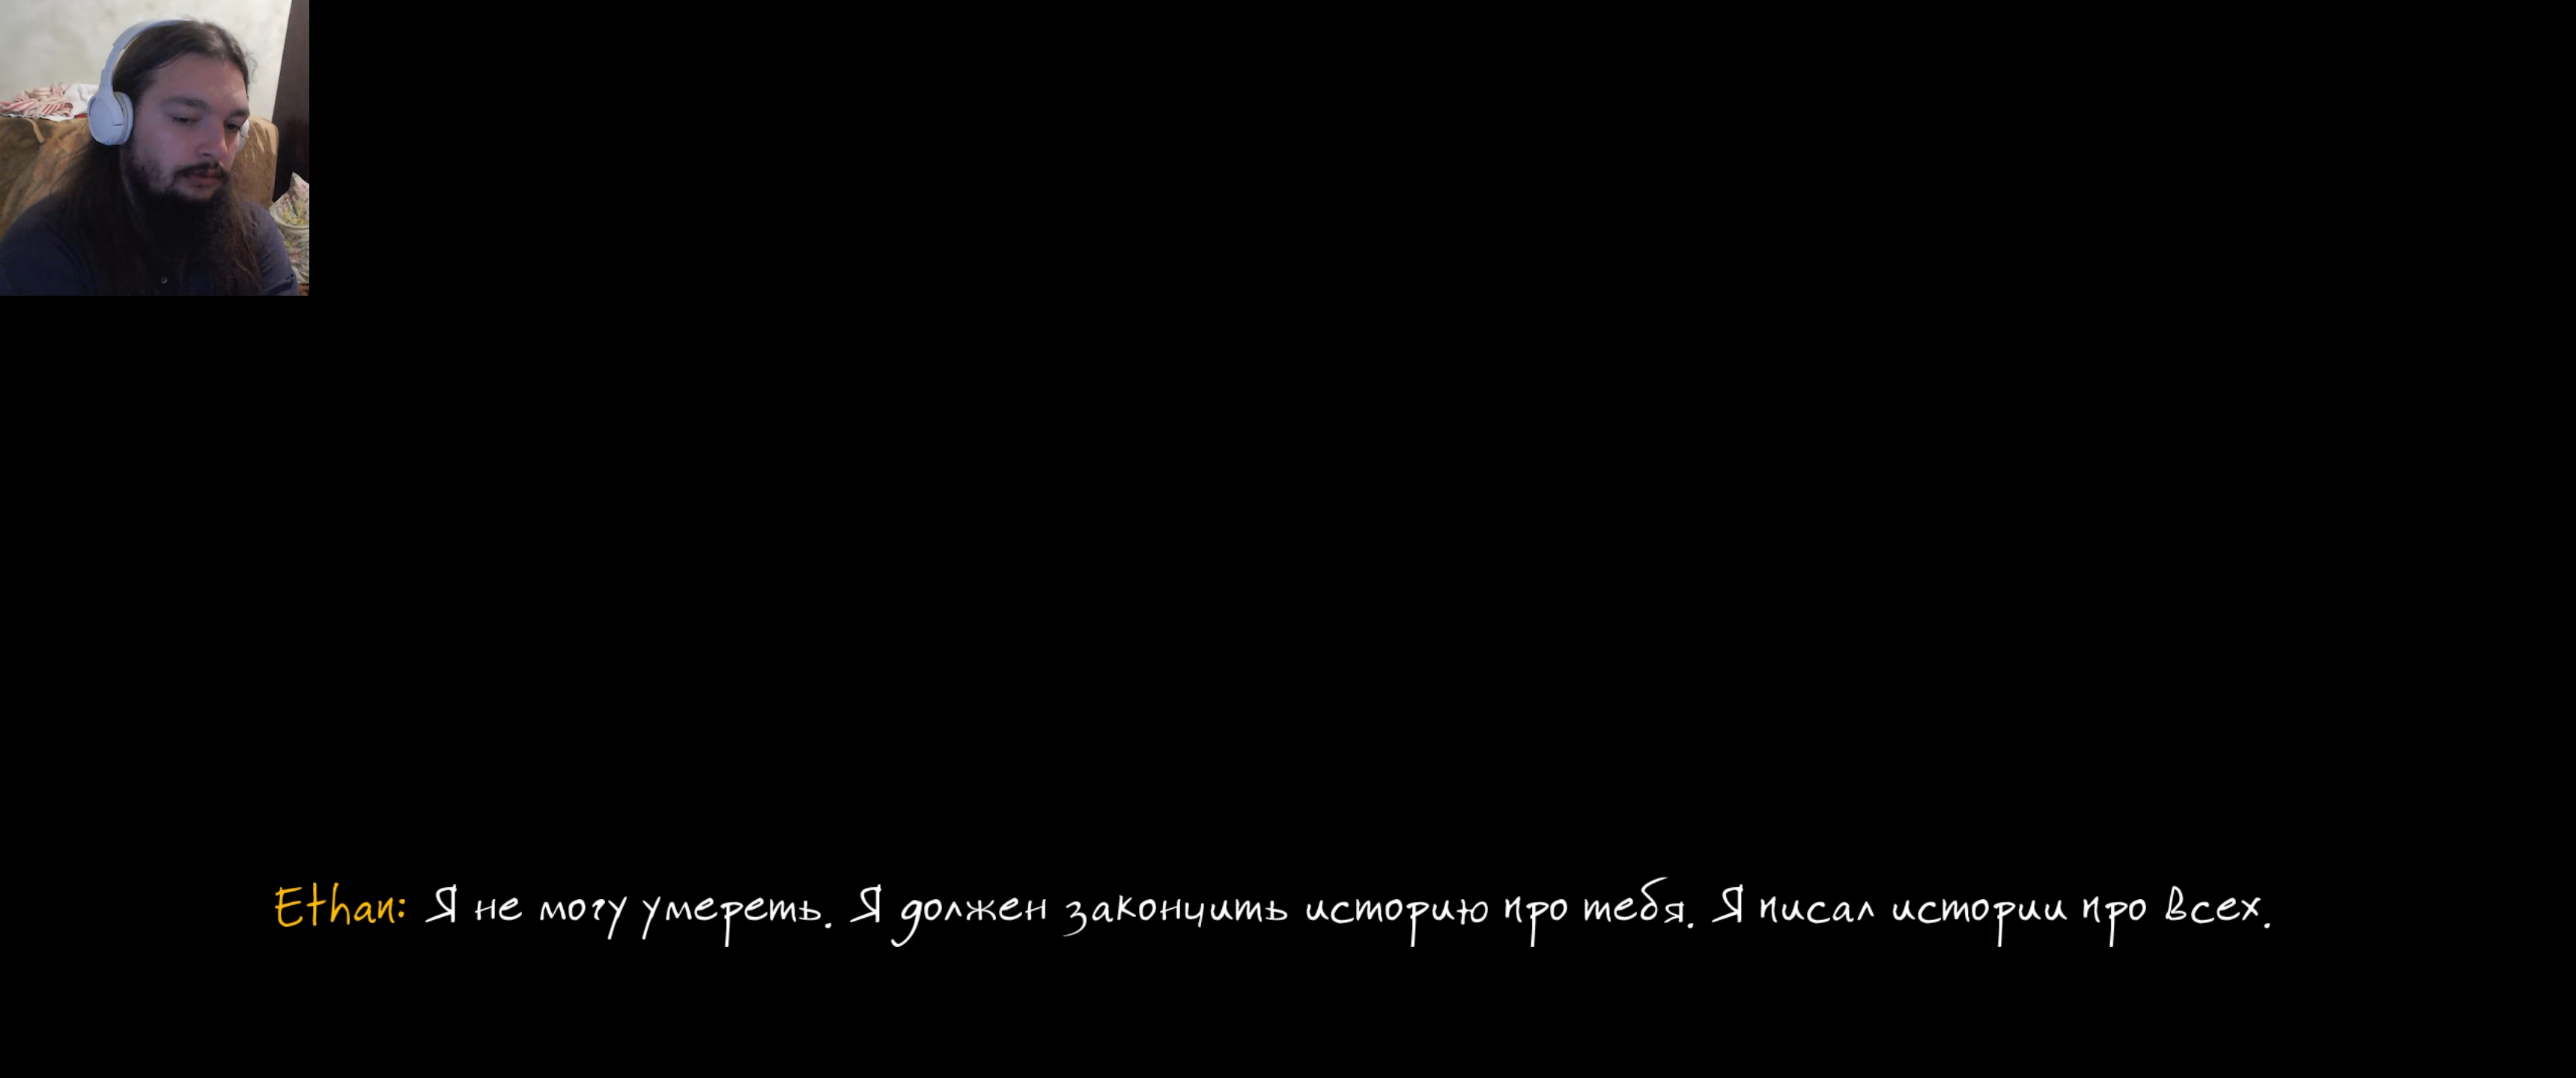 Ethan: Я не могу умереть. Я должен закончить историю про тебя. Я писал истории про всех.